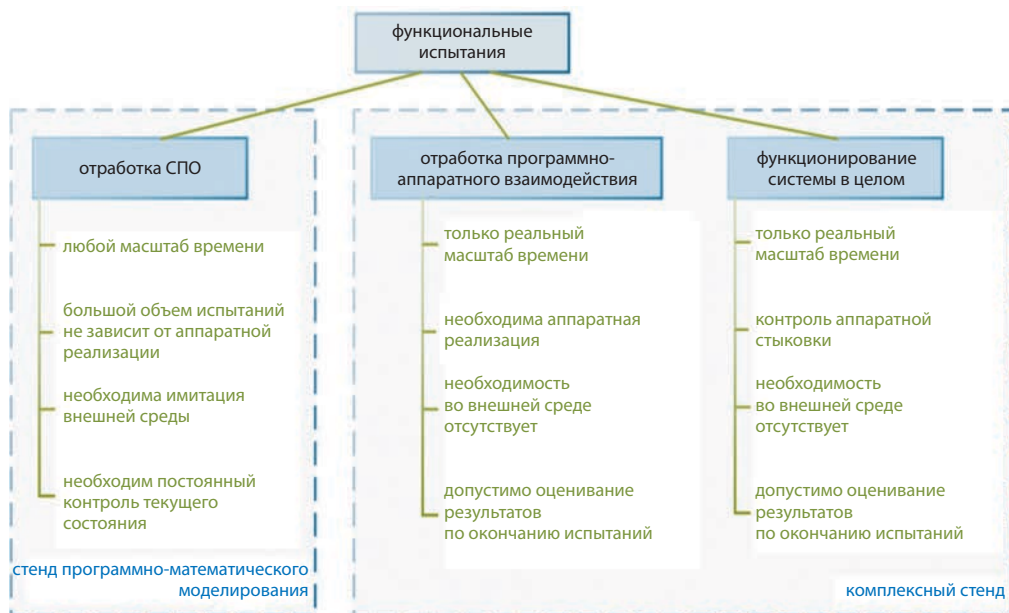 функциональные
испытания
отработка СПО
любой масштаб времени
большой объем испытаний
не зависит от аппаратной
реализации
необходима имитация
внешней среды
необходим постоянный
контроль текущего
состояния
стенд программно-математического
моделирования
отработка программно-
аппаратного взаимодействия
только реальный
масштаб времени
необходима аппаратная
реализация
необходимость
во внешней среде
отсутствует
допустимо оценивание
результатов
по окончанию испытаний
функционирование
системы в целом
только реальный
масштаб времени
контроль аппаратной
стыковки
необходимость
во внешней среде
отсутствует
допустимо оценивание
результатов
по окончанию испытаний
комплексный стенд